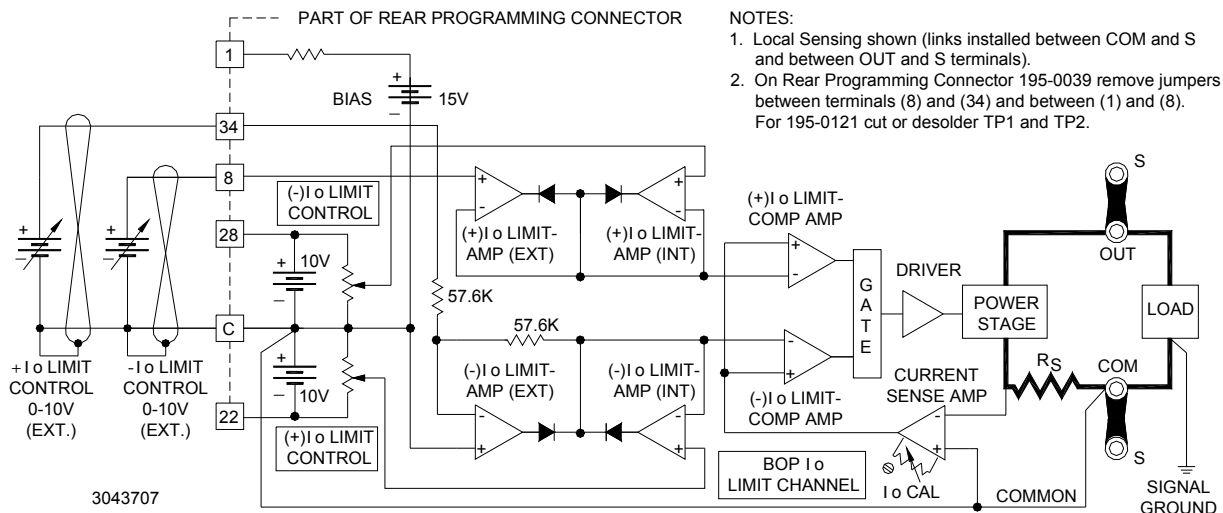 PART OF REAR PROGRAMMING CONNECTOR
NOTES:
1. Local Sensing shown (links installed between COM and S
and between OUT and S terminals).
2. On Rear Programming Connector 195-0039 remove jumpers
between terminals (8) and (34) and between (1) and (8).
For 195-0121 cut or desolder TP1 and TP2.
1
+
BIAS
15V
–
34
8
(-)I o LIMIT
CONTROL
28
+
10V
–
C
+
10V
–
22
(+)I o LIMIT
CONTROL
+
–
+
–
+I o LIMIT
CONTROL
0-10V
(EXT.)
-I o LIMIT
CONTROL
0-10V
(EXT.)
57.6K
57.6K
+
-
(+)I o LIMIT-
AMP (EXT)
+
-
(+)I o LIMIT-
AMP (INT)
(-)I o LIMIT-
AMP (EXT)
-
+
(-)I o LIMIT-
AMP (INT)
-
+
(+)I o LIMIT-
COMP AMP
+
-
-
+
(-)I o LIMIT-
COMP AMP
GATE
DRIVER
POWER
STAGE
S
OUT
LOAD
RS
COM
S
CURRENT
SENSE AMP
-
+
I o CAL
BOP I o
LIMIT CHANNEL
COMMON
SIGNAL
GROUND
3043707